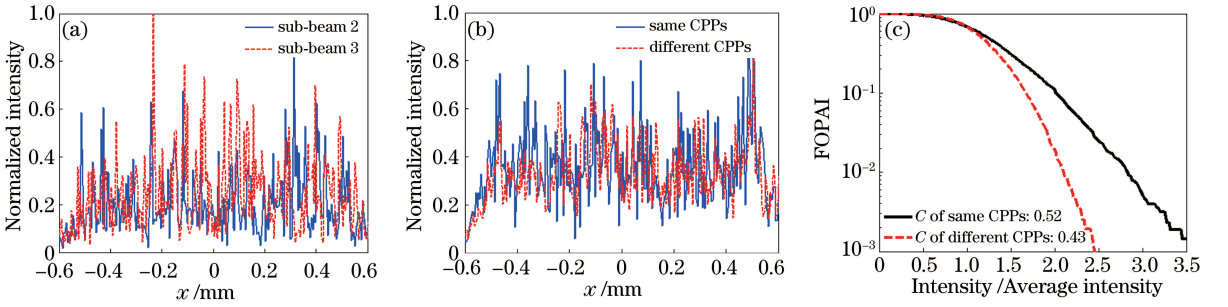 (a)
sub-beam 2
sub-beam 3
Normalized intensity
1.0
0.8
0.6
0.4
0.2
0
−0.6 −0.4 −0.2 0 0.2 0.4 0.6
x/mm
(b)
same CPPs
different CPPs
Normalized intensity
0.8
0.6
0.4
0.2
0
−0.6 −0.4 −0.2 0 0.2 0.4 0.6
x/mm
(c)
FOPAI
10⁰
10⁻¹
10⁻²
10⁻³
C of same CPPs: 0.52
C of different CPPs: 0.43
0 0.5 1.0 1.5 2.0 2.5 3.0 3.5
Intensity /Average intensity